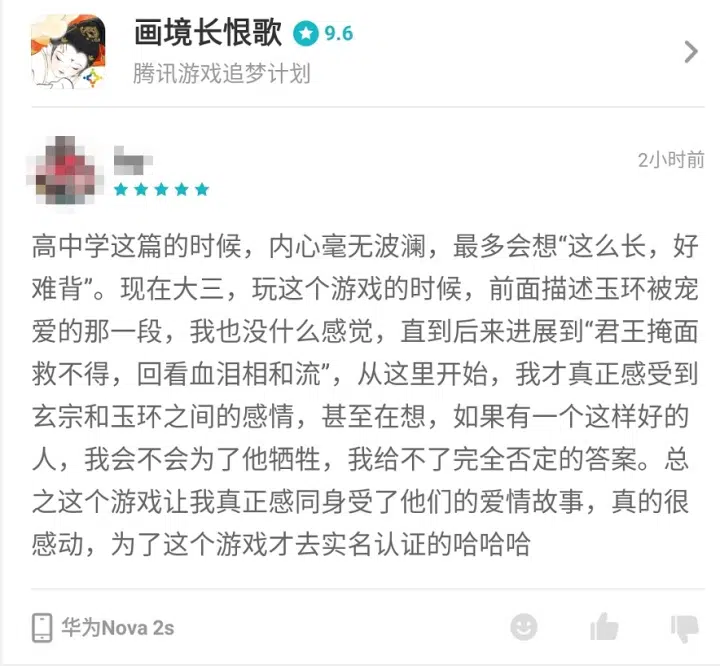 画境长恨歌 9.6
腾讯游戏追梦计划
2小时前
高中学这篇的时候，内心毫无波澜，最多会想“这么长，好
难背”。现在大三，玩这个游戏的时候，前面描述玉环被宠
爱的那一段，我也没什么感觉，直到后来进展到“君王掩面
救不得，回看血泪相和流”，从这里开始，我才真正感受到
玄宗和玉环之间的感情，甚至在想，如果有一个这样好的
人，我会不会为了他牺牲，我给不了完全否定的答案。总
之这个游戏让我真正感同身受了他们的爱情故事，真的很
感动，为了这个游戏才去实名认证的哈哈哈
华为Nova 2s